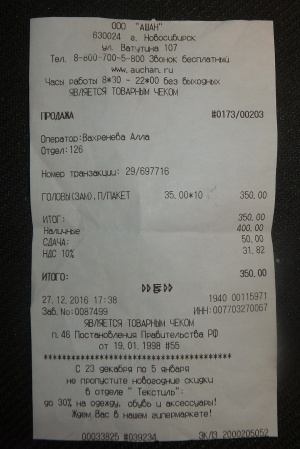 ООО "АШАН"
630024 г. Новосибирск
ул. Ватутина 107
Тел. 8-800-700-5-800 Звонок бесплатный
www.auchan.ru
Часы работы 8*30 - 22*00 без выходных
ЯВЛЯЕТСЯ ТОВАРНЫМ ЧЕКОМ
ПРОДАЖА #0173/00203
Оператор:Вахренева Алла
Отдел:126
Номер транзакции: 29/697716
ГОЛОВЫ(ЗАМ), П/ПАКЕТ 35.00*10 350.00
ИТОГ: 350.00
Наличные 400.00
СДАЧА: 50.00
НДС 10% 31.82
ИТОГО: 350.00
27.12.2016 17:38 1940 00115971
Зав.No:0087499 ИНН:007703270067
ЯВЛЯЕТСЯ ТОВАРНЫМ ЧЕКОМ
п.46 Постановления Правительства РФ
от 19.01.1998 #55
************************************
С 23 декабря по 5 января
не пропустите новогодние скидки
в отделе " Текстиль":
до 30% на одежду, обувь и аксессуары!
Ждем Вас в нашем гипермаркете!
00033825 #039234 ЭКЛЗ 2000205052